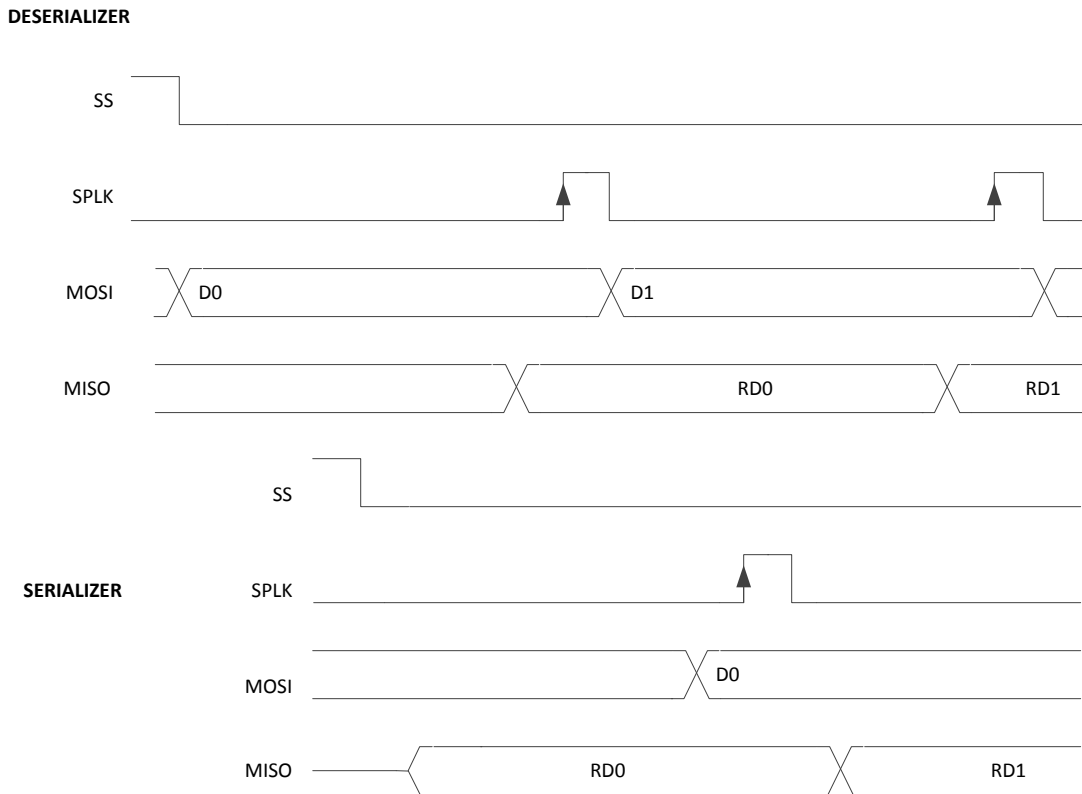 DESERIALIZER
SS
SPLK
MOSI
D0
D1
MISO
RD0
RD1
SS
SERIALIZER
SPLK
MOSI
D0
MISO
RD0
RD1